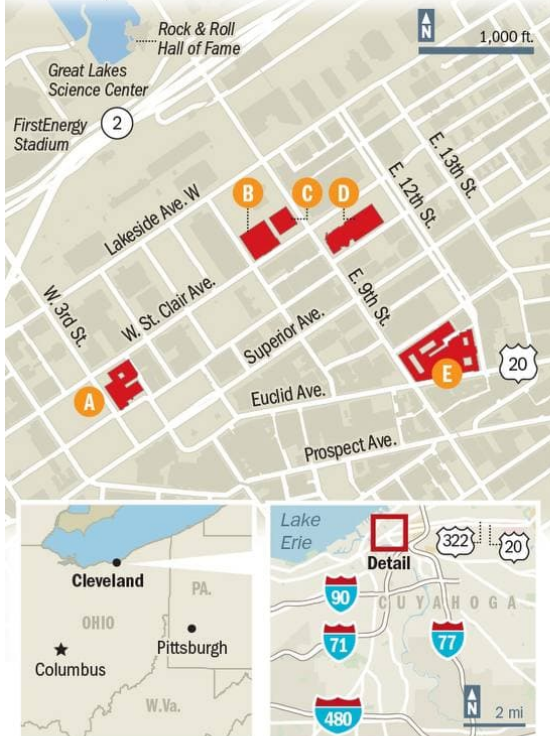 Rock & Roll
Hall of Fame
N
1,000 ft.
Great Lakes
Science Center
FirstEnergy
Stadium
2
E. 13th St.
E. 12th St.
B
C
D
Lakeside Ave. W
W. 3rd St.
W. St. Clair Ave.
E. 9th St.
Superior Ave.
A
E
20
Euclid Ave.
Prospect Ave.
Cleveland
PA.
OHIO
Pittsburgh
Columbus
W.Va.
Lake
Erie
322
20
Detail
90
CUYAHOGA
71
77
480
N
2 mi